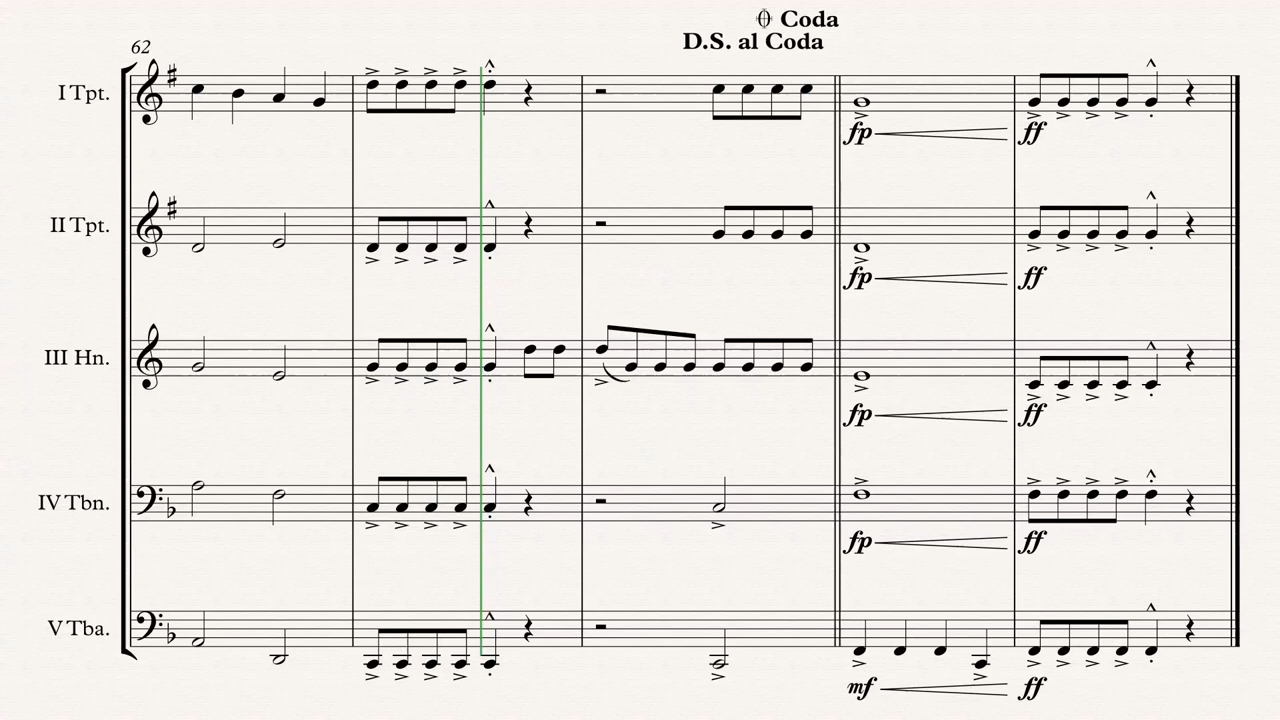 Coda
D.S. al Coda
62
I Tpt.
II Tpt.
III Hn.
IV Tbn.
V Tba.
fp ff
fp ff
fp ff
fp ff
mf ff